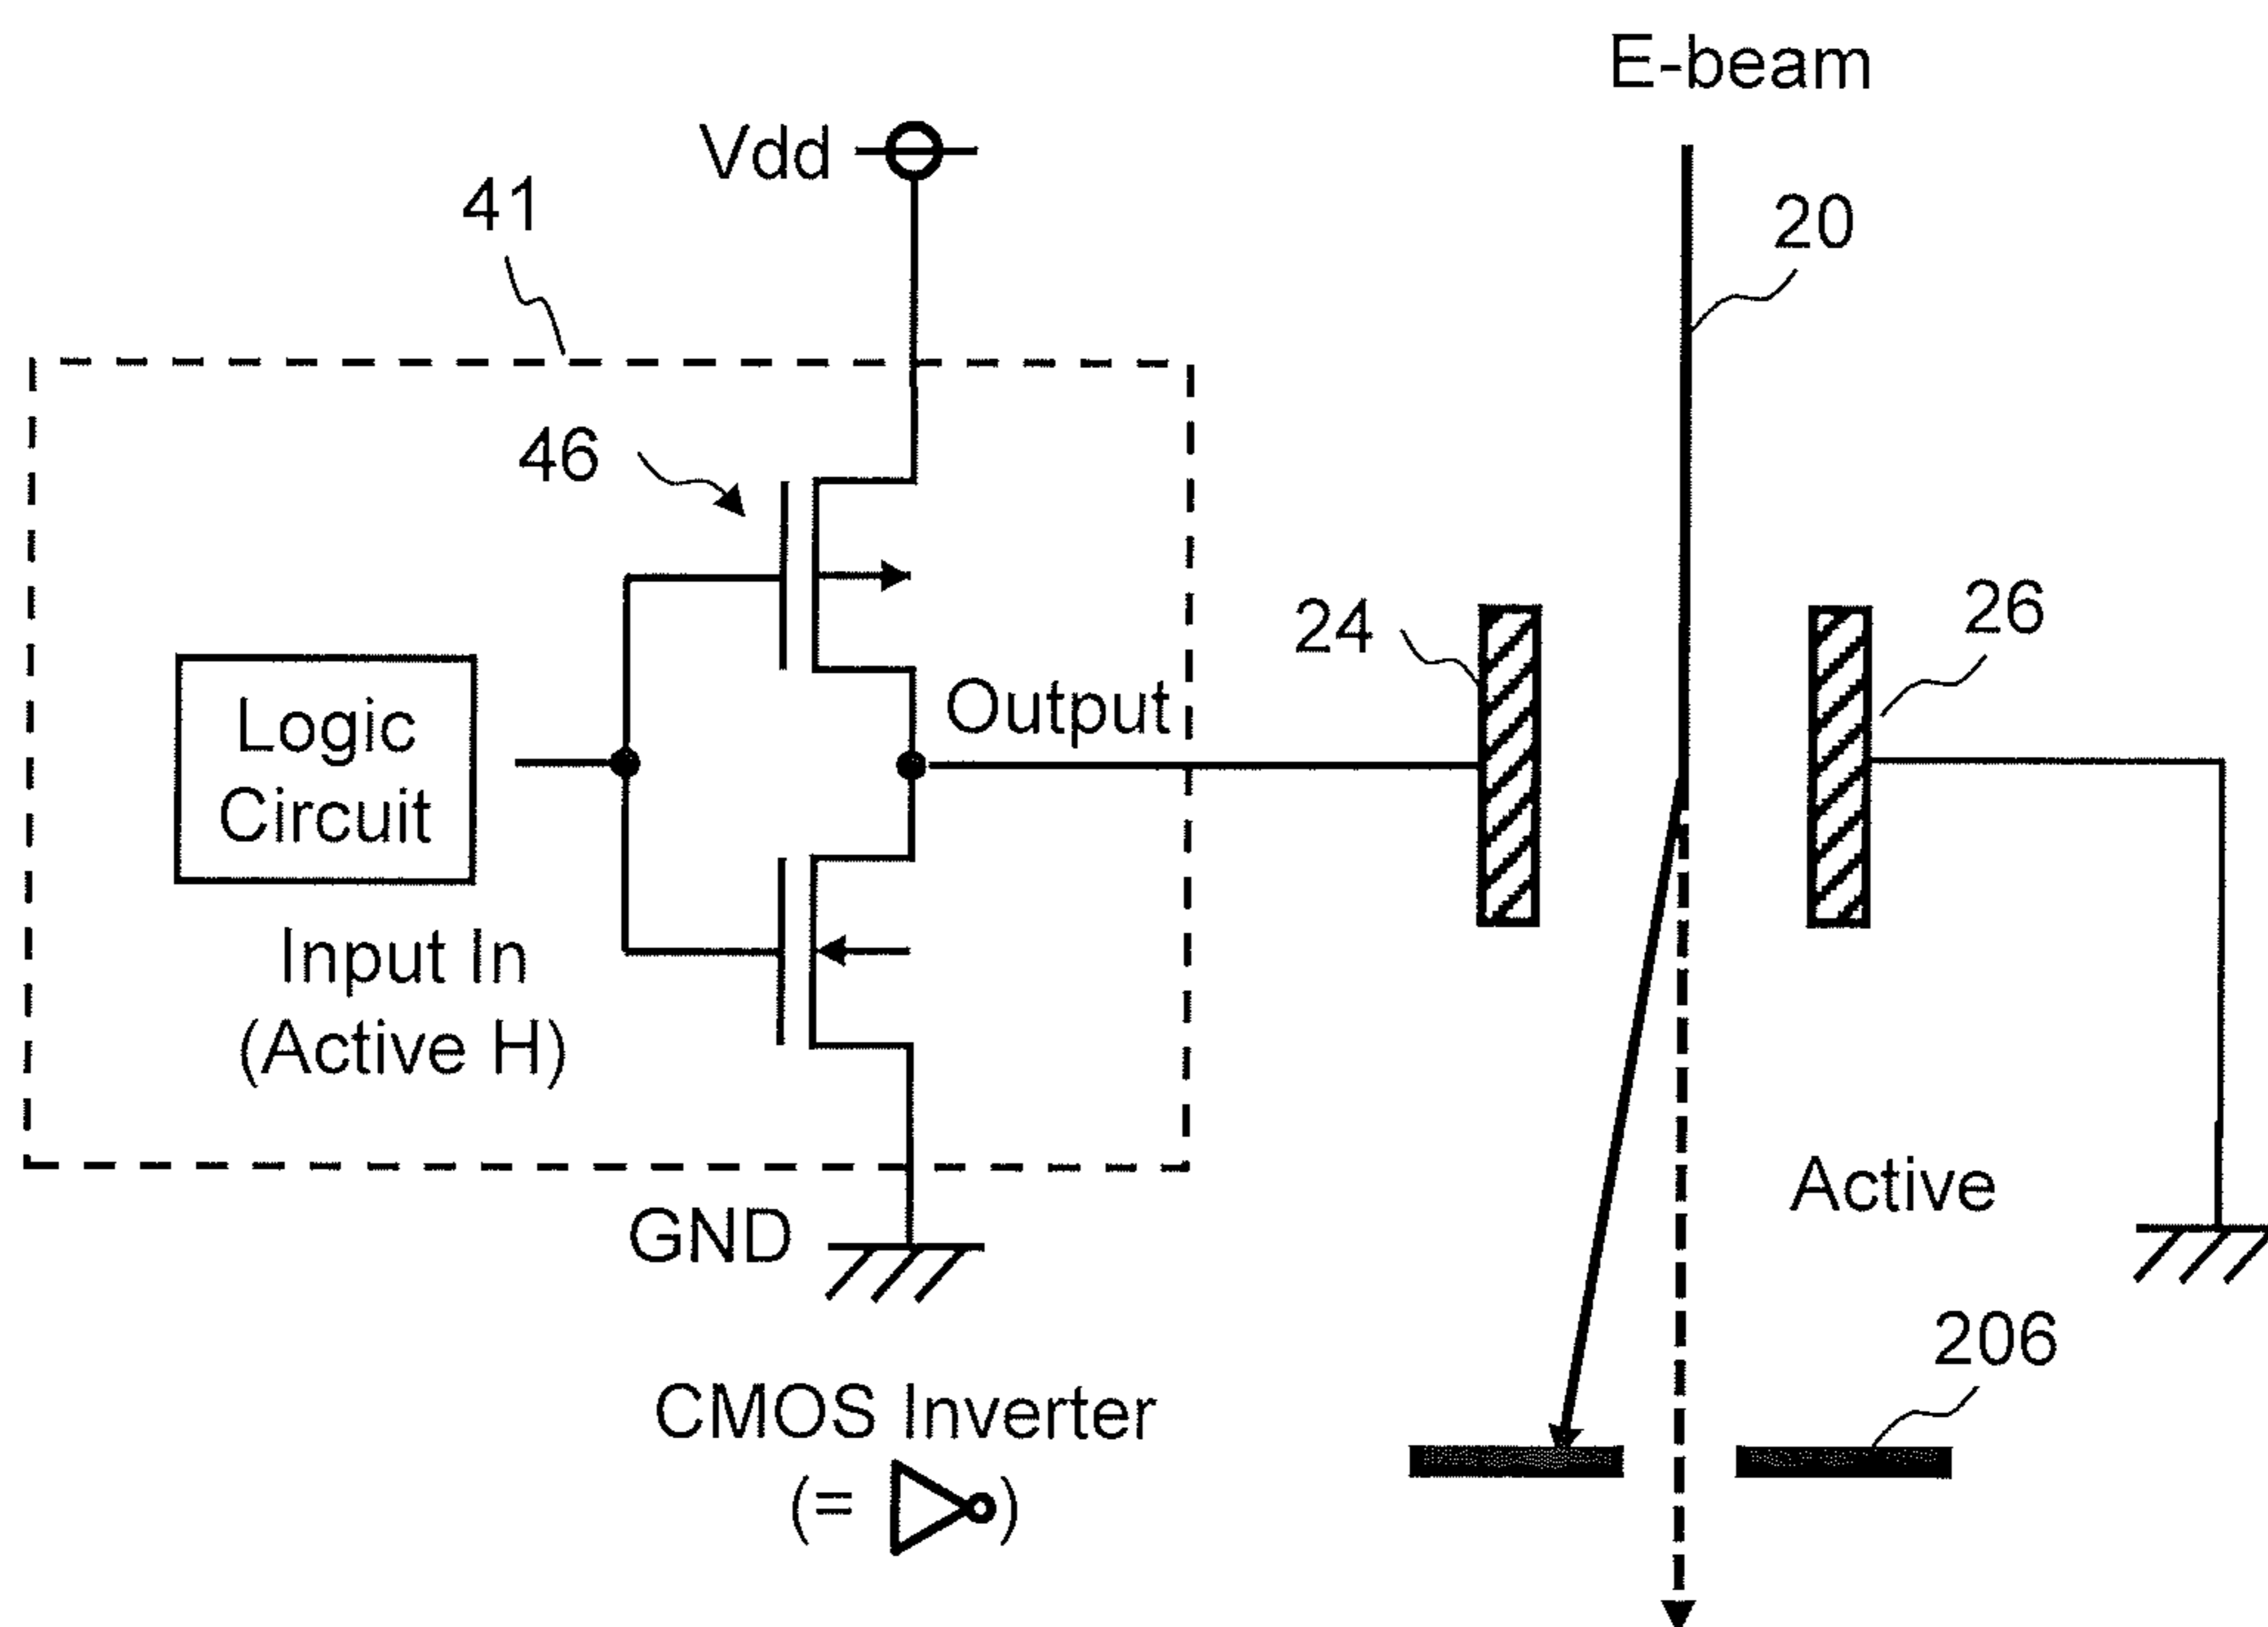 E-beam
Vdd
41
20
46
24
26
Output
Logic
Circuit
Input In
(Active H)
Active
GND
206
CMOS Inverter
(= )